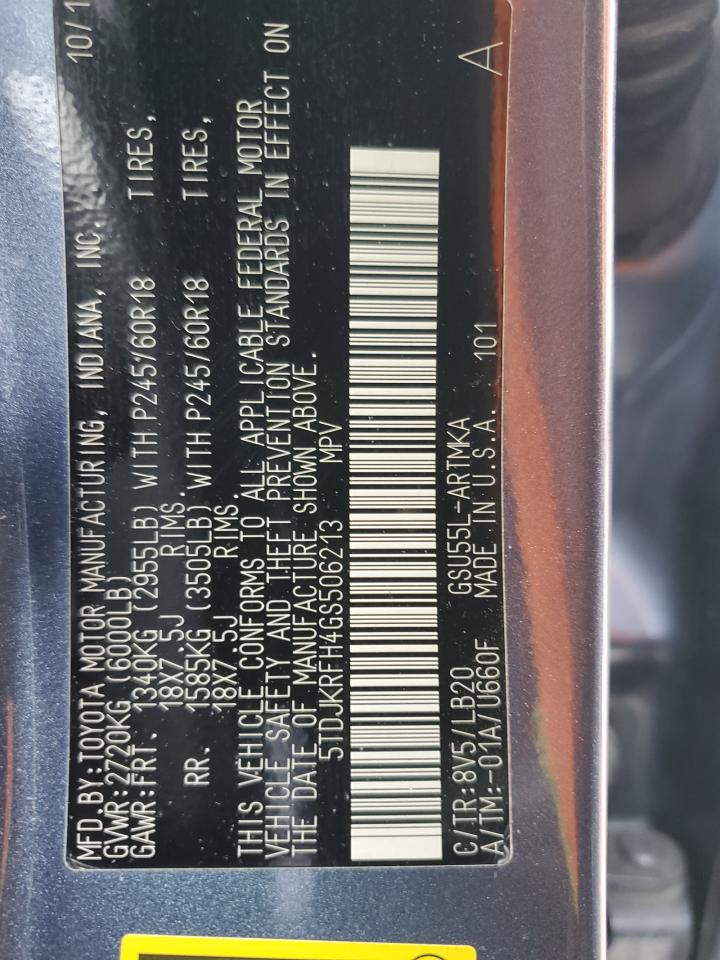 MFD.BY:TOYOTA MOTOR MANUFACTURING, INDIANA, INC. 10/1
GVWR:2720KG (6000LB)
GAWR:FRT. 1340KG (2955LB) WITH P245/60R18 TIRES,
18X7.5J RIMS.
RR. 1585KG (3505LB) WITH P245/60R18 TIRES,
18X7.5J RIMS.
THIS VEHICLE CONFORMS TO ALL APPLICABLE FEDERAL MOTOR
VEHICLE SAFETY AND THEFT PREVENTION STANDARDS IN EFFECT ON
THE DATE OF MANUFACTURE SHOWN ABOVE.
5TDJKRFH4GS506213 MPV
C/TR:8V5/LB20 GSU55L-ARTMKA
A/TM:-01A/U660F MADE IN U.S.A. 101 A